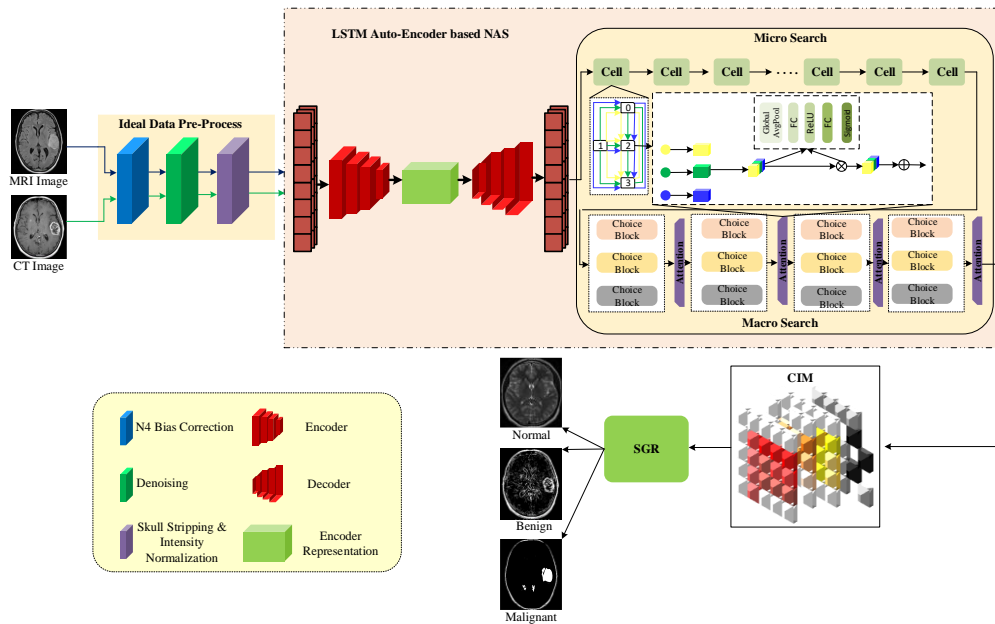 LSTM Auto-Encoder based NAS
Micro Search
Cell
Cell
Cell
....
Cell
Cell
Ideal Data Pre-Process
MRI Image
CT Image
0
1
2
3
Global
AvgPool
FC
ReLU
FC
Sigmoid
Choice
Block
Choice
Block
Choice
Block
Attention
Choice
Block
Choice
Block
Choice
Block
Attention
Choice
Block
Choice
Block
Choice
Block
Attention
Choice
Block
Choice
Block
Choice
Block
Attention
Macro Search
CIM
SGR
Normal
Benign
Malignant
N4 Bias Correction
Encoder
Denoising
Decoder
Skull Stripping &
Intensity
Normalization
Encoder
Representation